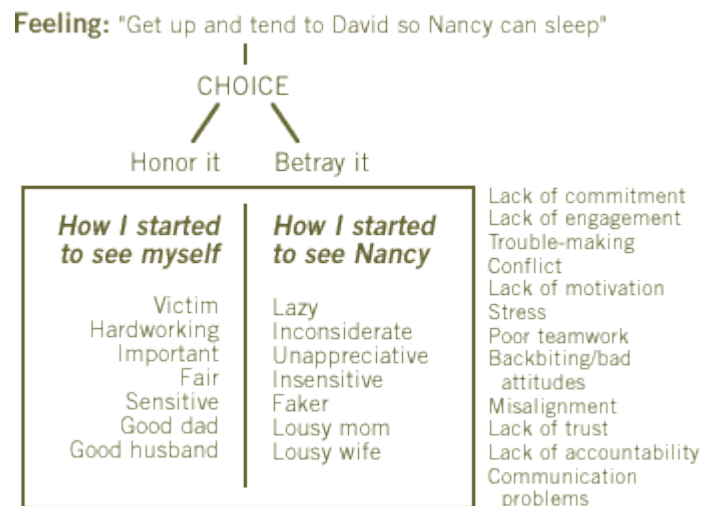 Feeling: "Get up and tend to David so Nancy can sleep"
CHOICE
Honor it
Betray it
How I started
to see myself
Victim
Hardworking
Important
Fair
Sensitive
Good dad
Good husband
How I started
to see Nancy
Lazy
Inconsiderate
Unappreciative
Insensitive
Faker
Lousy mom
Lousy wife
Lack of commitment
Lack of engagement
Trouble-making
Conflict
Lack of motivation
Stress
Poor teamwork
Backbiting/bad
attitudes
Misalignment
Lack of trust
Lack of accountability
Communication
problems